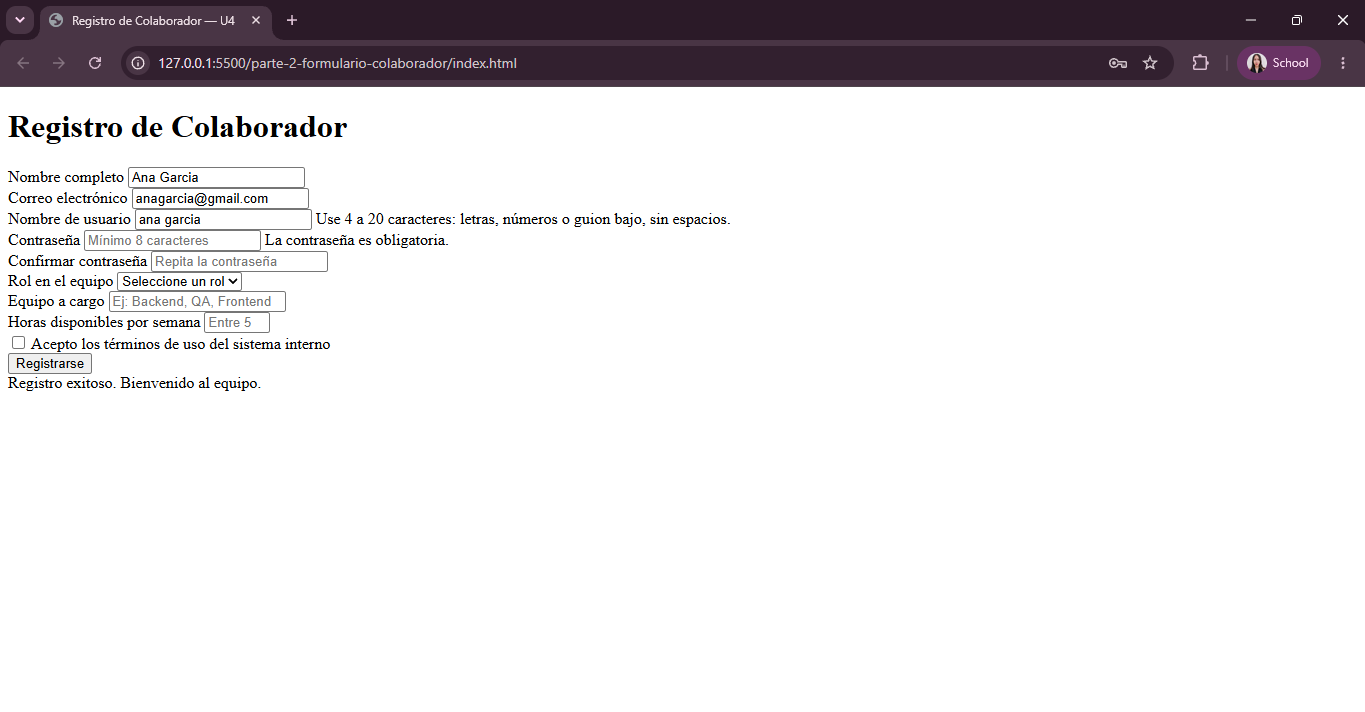 Registro de Colaborador — U4
127.0.0.1:5500/parte-2-formulario-colaborador/index.html
School
Registro de Colaborador
Nombre completo Ana Garcia
Correo electrónico anagarcia@gmail.com
Nombre de usuario ana garcia Use 4 a 20 caracteres: letras, números o guion bajo, sin espacios.
Contraseña Mínimo 8 caracteres La contraseña es obligatoria.
Confirmar contraseña Repita la contraseña
Rol en el equipo Seleccione un rol
Equipo a cargo Ej: Backend, QA, Frontend
Horas disponibles por semana Entre 5
Acepto los términos de uso del sistema interno
Registrarse
Registro exitoso. Bienvenido al equipo.